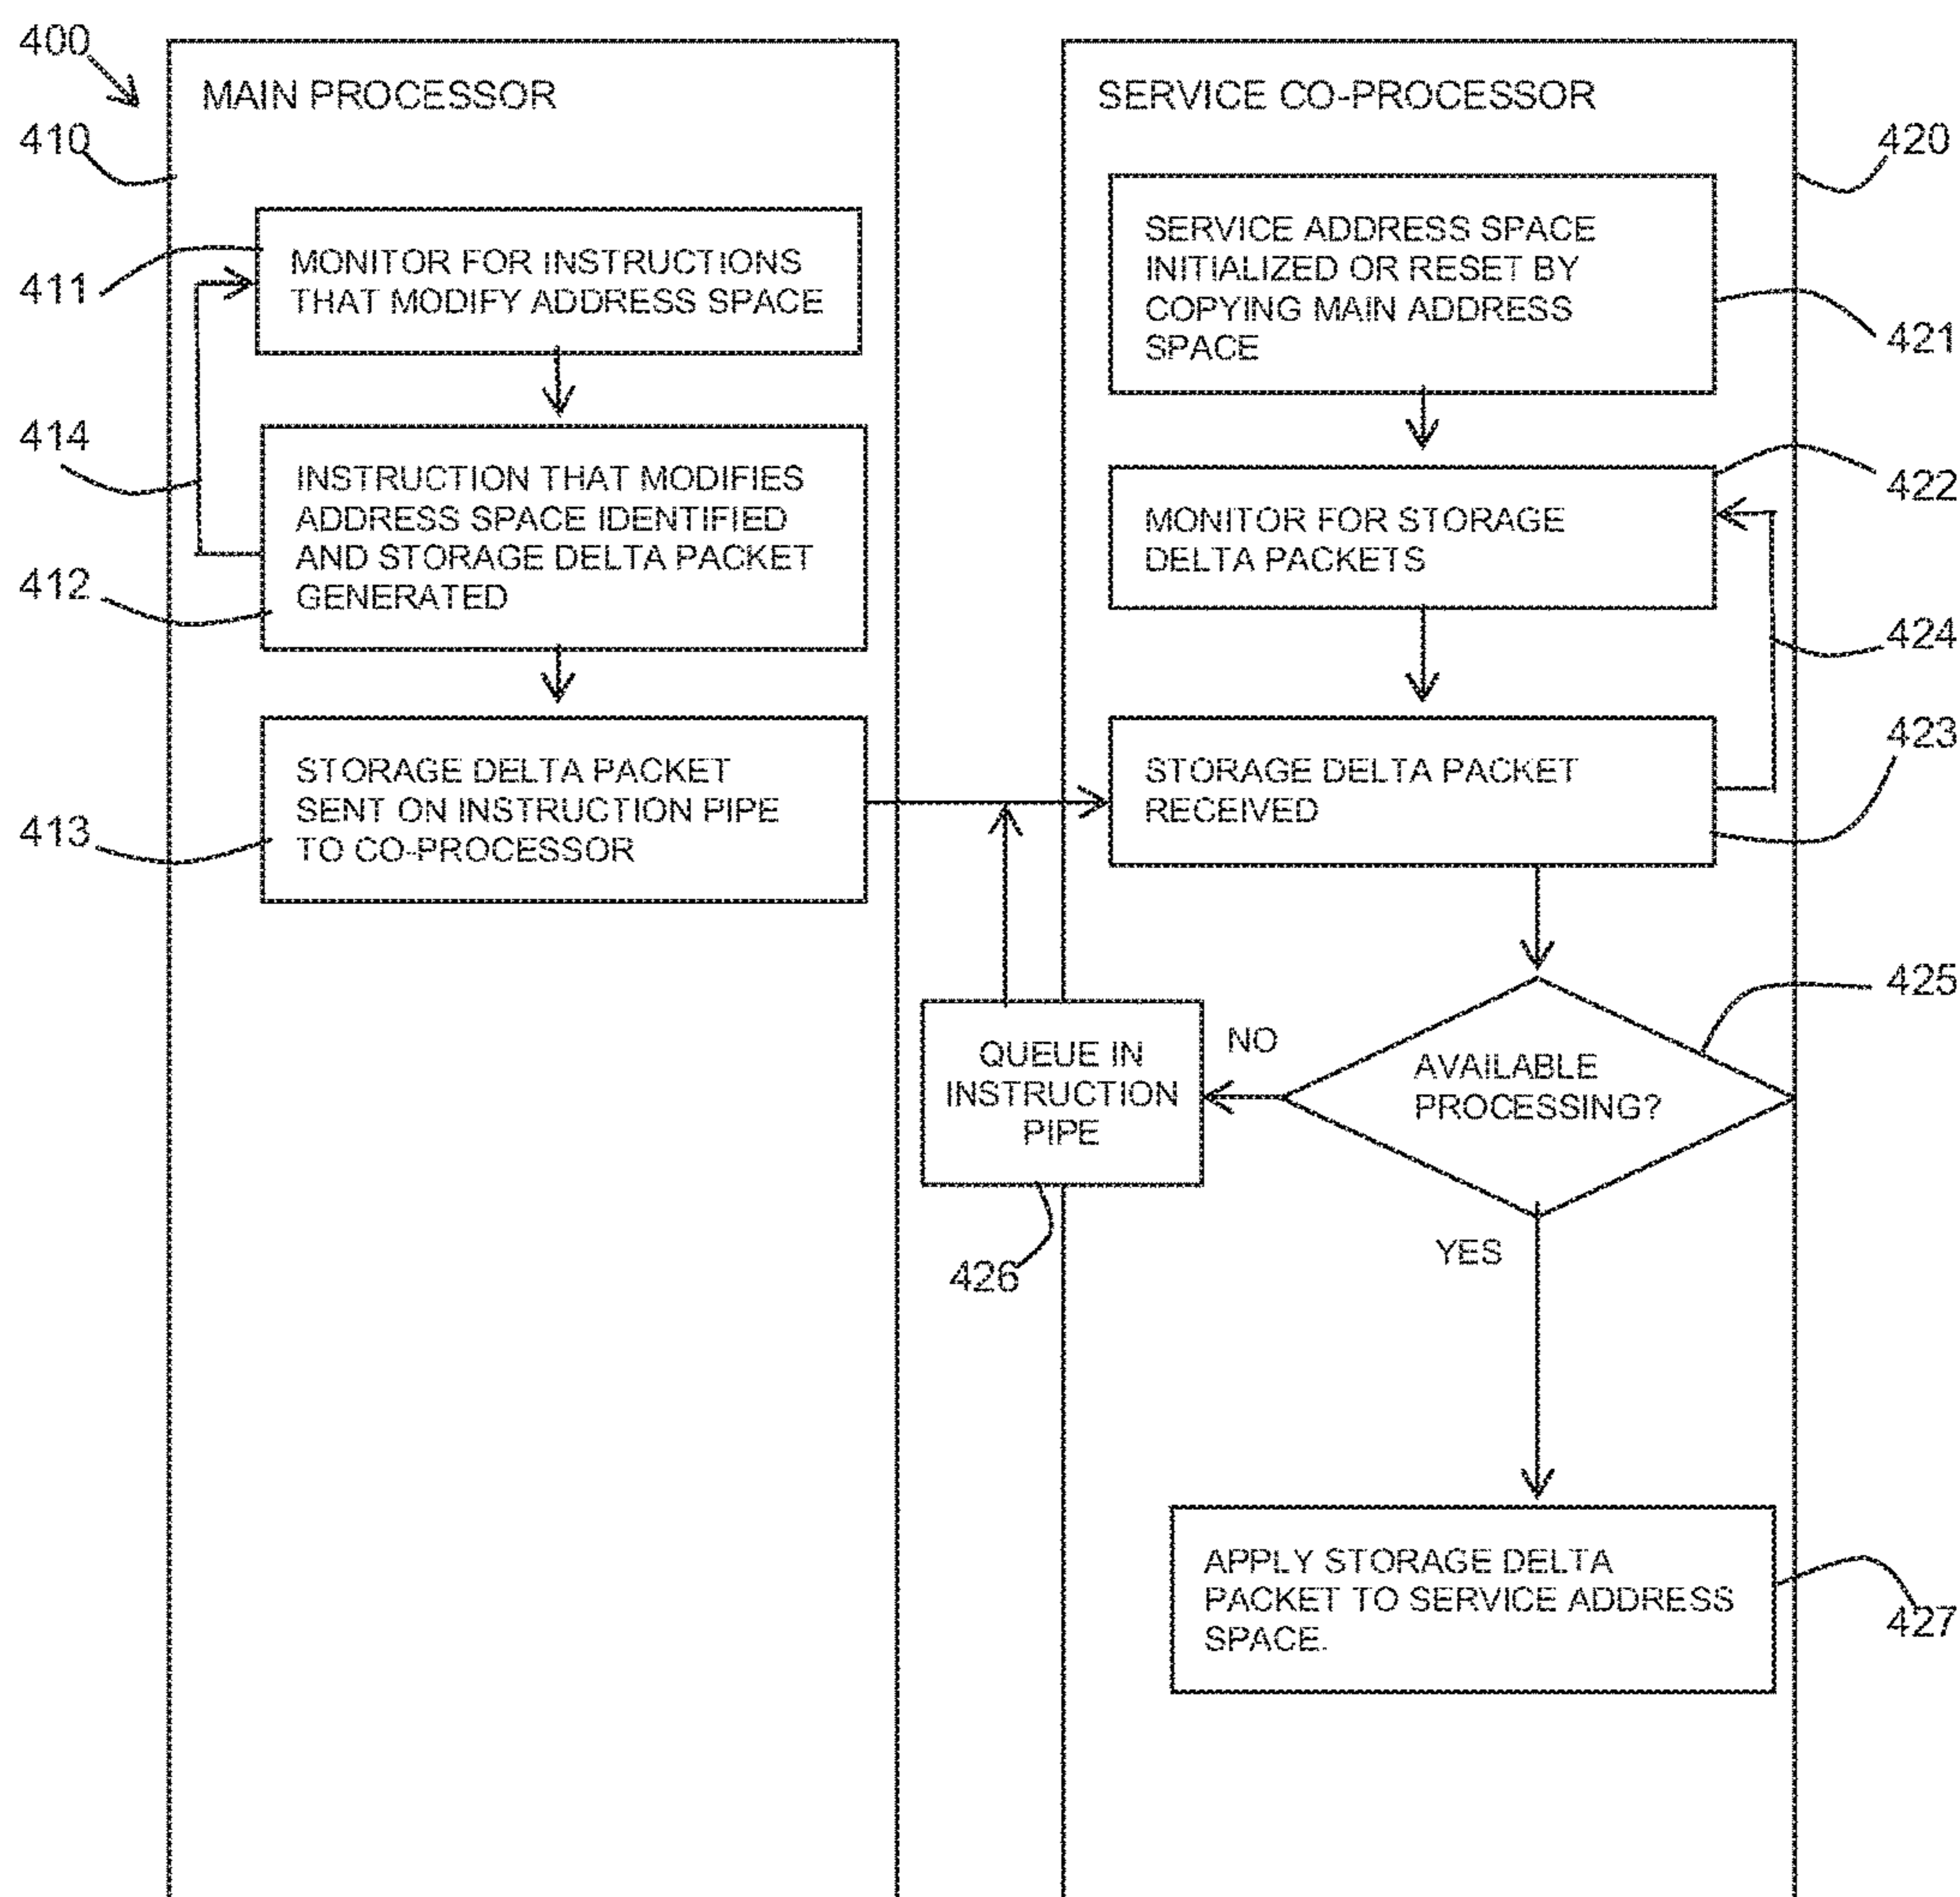 400
MAIN PROCESSOR
410
MONITOR FOR INSTRUCTIONS
THAT MODIFY ADDRESS SPACE
411
414
INSTRUCTION THAT MODIFIES
ADDRESS SPACE IDENTIFIED
AND STORAGE DELTA PACKET
GENERATED
412
STORAGE DELTA PACKET
SENT ON INSTRUCTION PIPE
TO CO-PROCESSOR
413
SERVICE CO-PROCESSOR
420
SERVICE ADDRESS SPACE
INITIALIZED OR RESET BY
COPYING MAIN ADDRESS
SPACE
421
MONITOR FOR STORAGE
DELTA PACKETS
422
424
STORAGE DELTA PACKET
RECEIVED
423
425
AVAILABLE
PROCESSING?
NO
QUEUE IN
INSTRUCTION
PIPE
426
YES
APPLY STORAGE DELTA
PACKET TO SERVICE ADDRESS
SPACE.
427